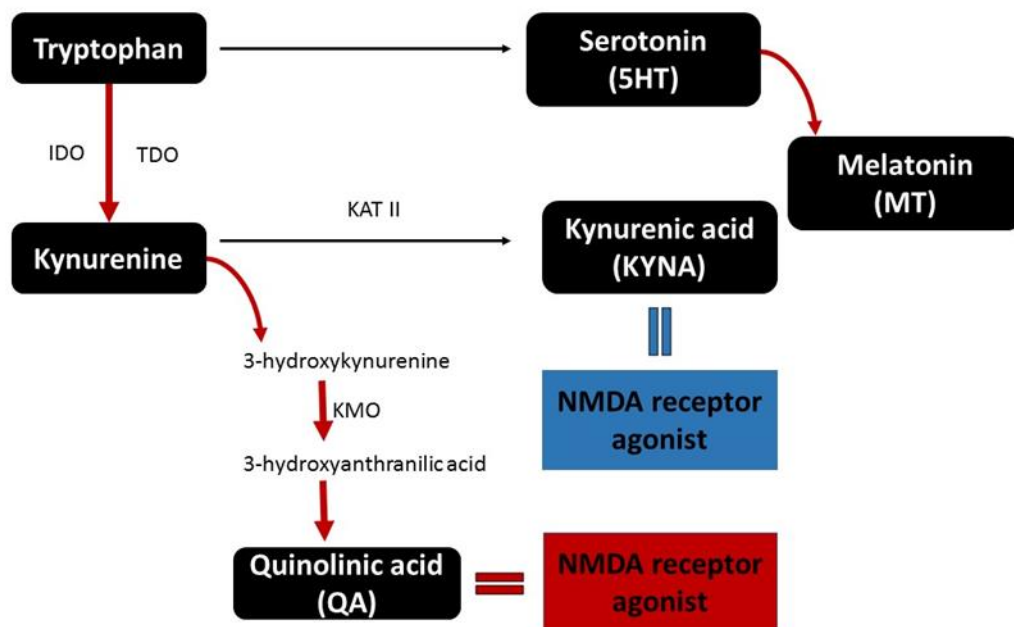 Tryptophan
Serotonin
(5HT)
IDO
TDO
Melatonin
(MT)
KAT II
Kynurenine
Kynurenic acid
(KYNA)
3-hydroxykynurenine
KMO
NMDA receptor
agonist
3-hydroxyanthranilic acid
Quinolinic acid
(QA)
NMDA receptor
agonist